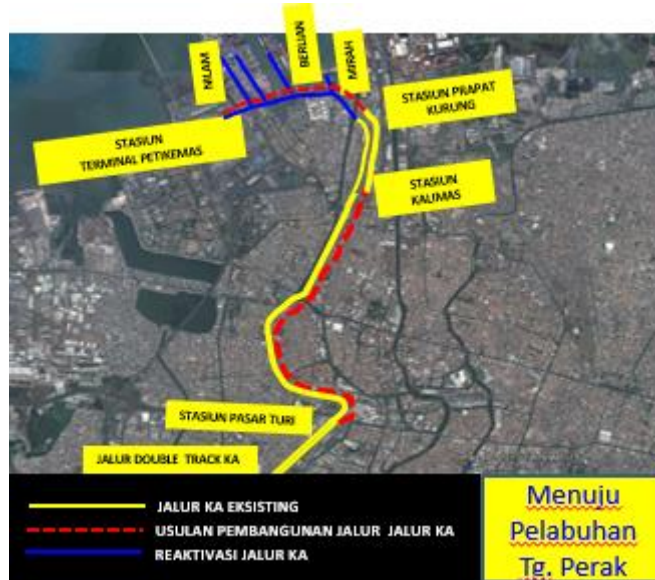 NILAM
BERLIAN
MIRAH
STASIUN PRAPAT
KURUNG
STASIUN
TERMINAL PETIKEMAS
STASIUN
KALIMAS
STASIUN PASAR TURI
JALUR DOUBLE TRACK KA
JALUR KA EKSISTING
USULAN PEMBANGUNAN JALUR JALUR KA
REAKTIVASI JALUR KA
Menuju
Pelabuhan
Tg. Perak